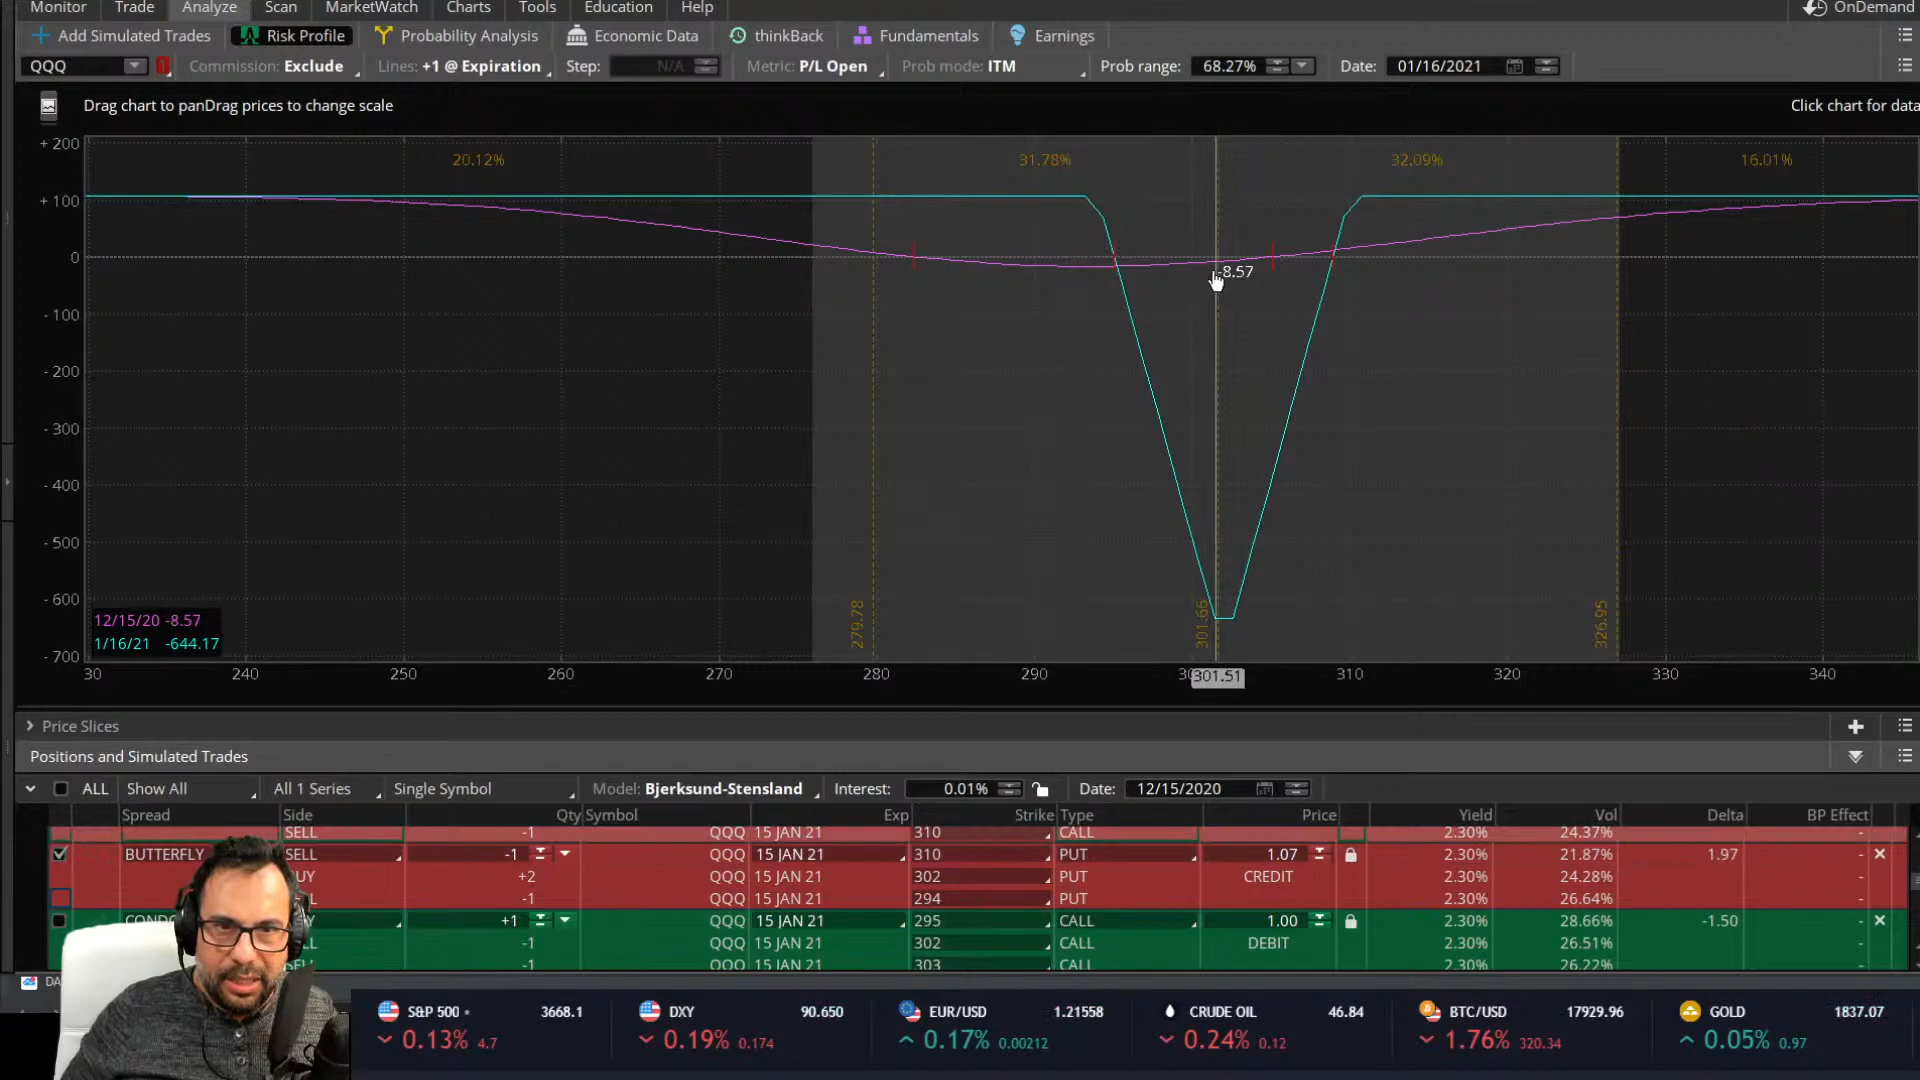 Monitor Trade Analyze Scan MarketWatch Charts Tools Education Help OnDemand
Add Simulated Trades Risk Profile Probability Analysis Economic Data thinkBack Fundamentals Earnings
QQQ Commission: Exclude Lines: +1 @ Expiration Step: N/A Metric: P/L Open Prob mode: ITM Prob range: 68.27% Date: 01/16/2021
Drag chart to panDrag prices to change scale Click chart for data
+ 200
20.12% 31.78% 32.09% 16.01%
+ 100
0
-8.57
- 100
- 200
- 300
- 400
- 500
- 600
279.78 301.66 326.95
12/15/20 -8.57
1/16/21 -644.17
- 700
30 240 250 260 270 280 290 301.51 310 320 330 340
Price Slices
Positions and Simulated Trades
ALL Show All All 1 Series Single Symbol Model: Bjerksund-Stensland Interest: 0.01% Date: 12/15/2020
Spread Side Qty Symbol Exp Strike Type Price Yield Vol Delta BP Effect
SELL -1 QQQ 15 JAN 21 310 CALL 2.30% 24.37%
BUTTERFLY SELL -1 QQQ 15 JAN 21 310 PUT 1.07 2.30% 21.87% 1.97 -
UY +2 QQQ 15 JAN 21 302 PUT CREDIT 2.30% 24.28% -
-1 QQQ 15 JAN 21 294 PUT 2.30% 26.64% -
+1 QQQ 15 JAN 21 295 CALL 1.00 2.30% 28.66% -1.50 -
LL -1 QQQ 15 JAN 21 302 CALL DEBIT 2.30% 26.51% -
-1 QQQ 15 JAN 21 303 CALL 2.30% 26.22% -
DA S&P 500 3668.1 DXY 90.650 EUR/USD 1.21558 CRUDE OIL 46.84 BTC/USD 17929.96 GOLD 1837.07
0.13% 4.7 0.19% 0.174 0.17% 0.00212 0.24% 0.12 1.76% 320.34 0.05% 0.97